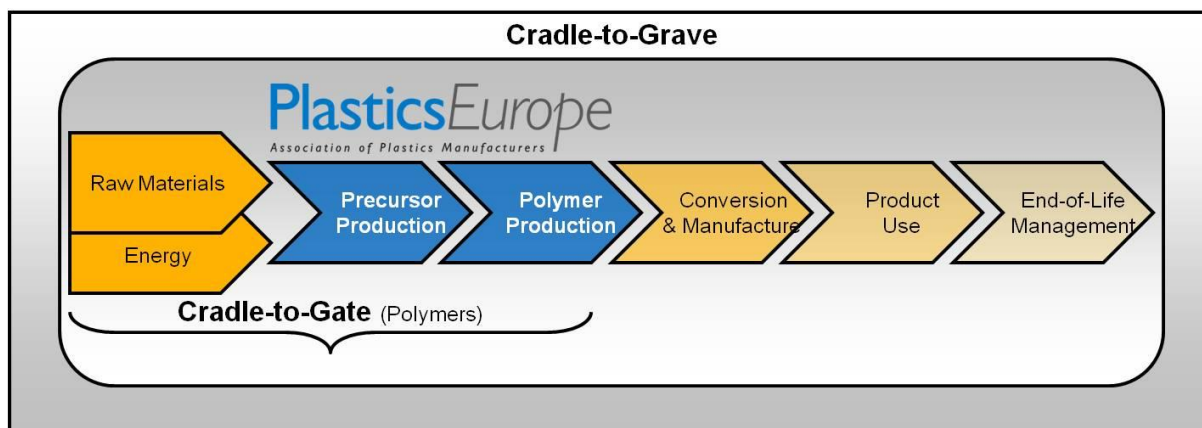 Cradle-to-Grave
PlasticsEurope
Association of Plastics Manufacturers
Raw Materials
Energy
Precursor
Production
Polymer
Production
Conversion
& Manufacture
Product
Use
End-of-Life
Management
Cradle-to-Gate (Polymers)